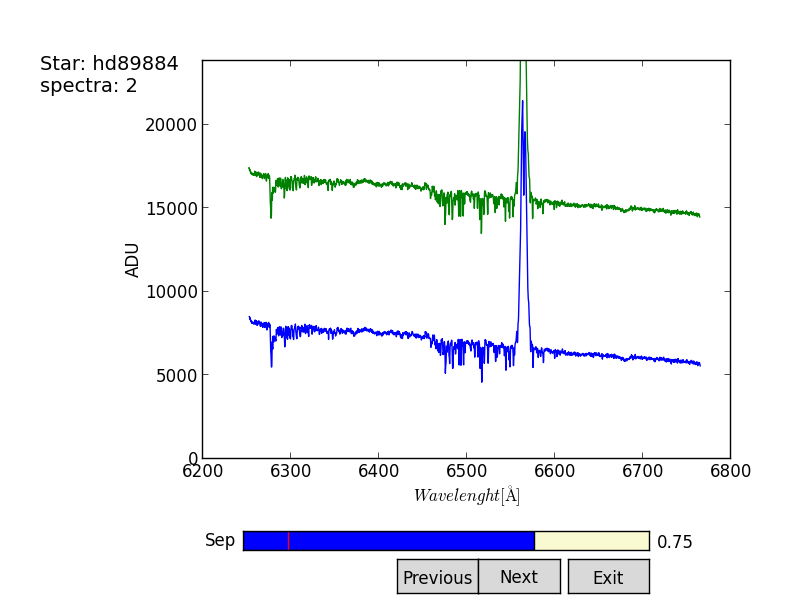 Star: hd89884
spectra: 2
20000
15000
10000
5000
0
ADU
6200 6300 6400 6500 6600 6700 6800
Wavelenght[Å]
Sep 0.75
Previous Next Exit